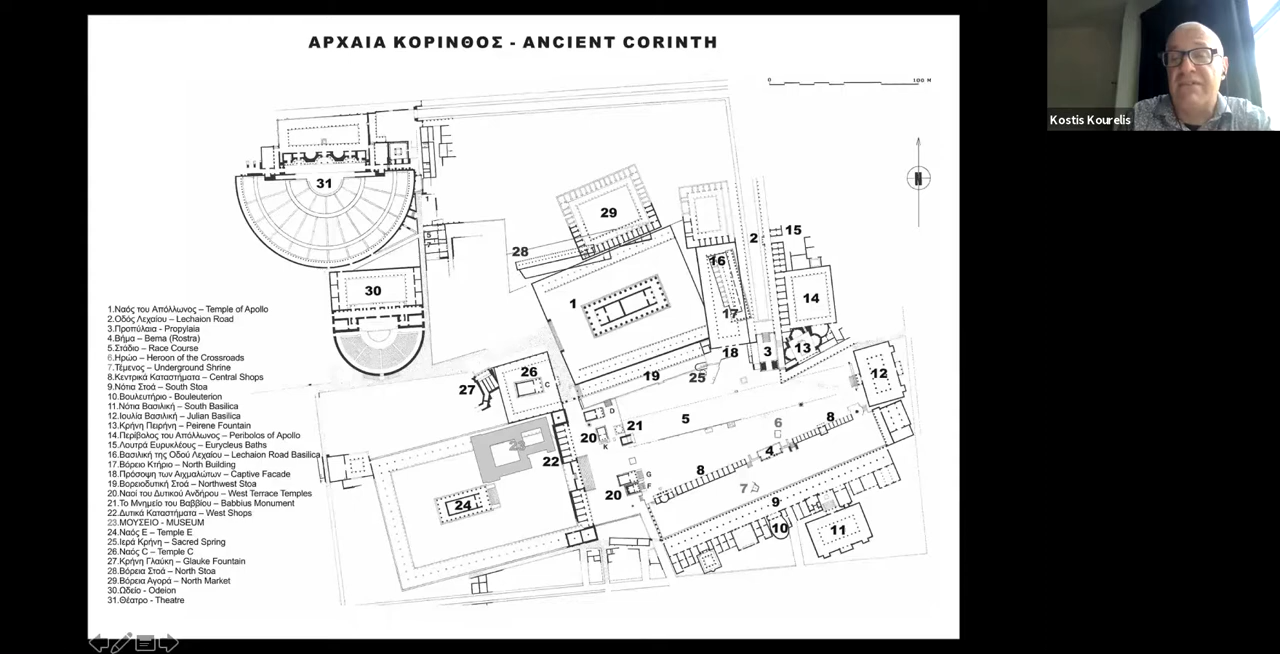 ΑΡΧΑΙΑ ΚΟΡΙΝΘΟΣ - ANCIENT CORINTH
0 100 M
N
Kostis Kourelis
1.Ναός του Απόλλωνος – Temple of Apollo
2.Οδός Λεχαίου – Lechaion Road
3.Προπύλαια - Propylaia
4.Βήμα – Bema (Rostra)
5.Στάδιο – Race Course
6.Ηρώο – Heroon of the Crossroads
7.Τέμενος – Underground Shrine
8.Κεντρικά Καταστήματα – Central Shops
9.Νότια Στοά – South Stoa
10.Βουλευτήριο - Bouleuterion
11.Νότια Βασιλική – South Basilica
12.Ιουλία Βασιλική – Julian Basilica
13.Κρήνη Πειρήνη – Peirene Fountain
14.Περίβολος του Απόλλωνος – Peribolos of Apollo
15.Λουτρά Ευρυκλέους – Eurycleus Baths
16.Βασιλική της Οδού Λεχαίου – Lechaion Road Basilica
17.Βόρειο Κτήριο – North Building
18.Πρόσοψη των Αιχμαλώτων – Captive Facade
19.Βορειοδυτική Στοά – Northwest Stoa
20.Ναοί του Δυτικού Ανδήρου – West Terrace Temples
21.Το Μνημείο του Βαββίου – Babbius Monument
22.Δυτικά Καταστήματα – West Shops
23.ΜΟΥΣΕΙΟ - MUSEUM
24.Ναός Ε – Temple E
25.Ιερά Κρήνη – Sacred Spring
26.Ναός C – Temple C
27.Κρήνη Γλαύκη – Glauke Fountain
28.Βόρεια Στοά – North Stoa
29.Βόρεια Αγορά – North Market
30.Ωδείο - Odeion
31.Θέατρο - Theatre
31
29
2
15
28
30
16
1
14
17
18
3
13
26
C
19
25
12
27
D
5
21
6
8
20
K
23
22
4
8
G
F
20
7
24
9
10
11